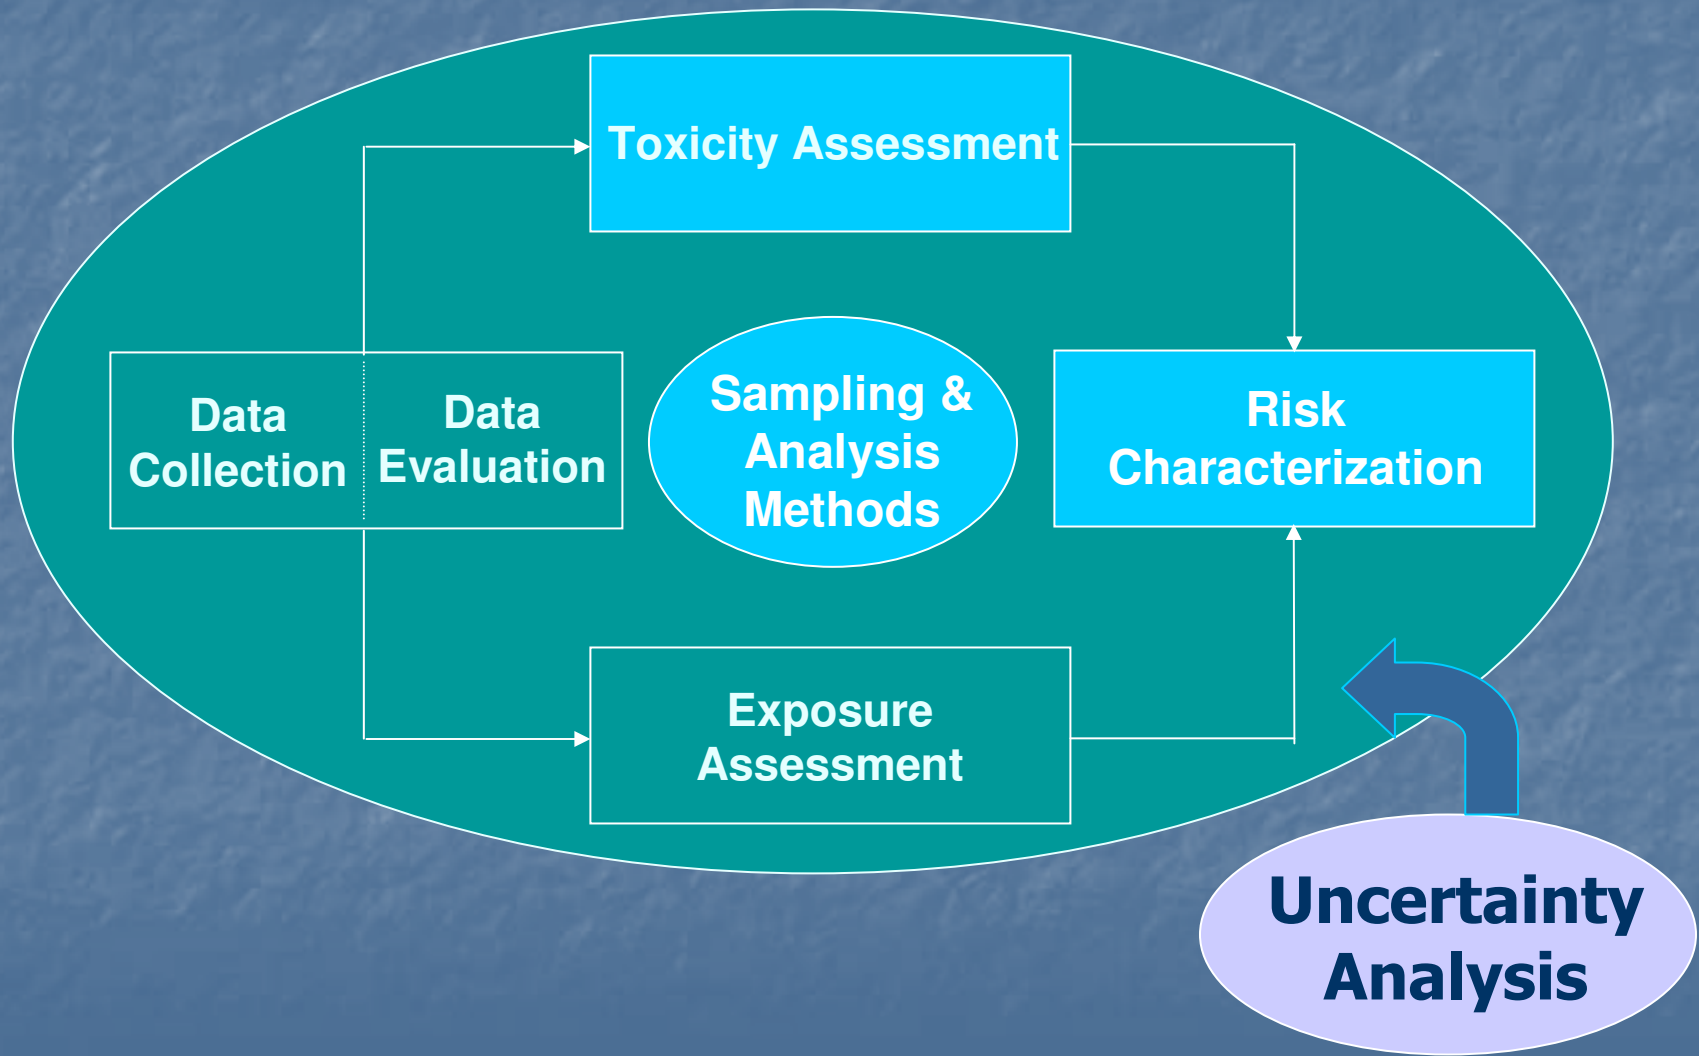 Toxicity Assessment
Data
Collection
Data
Evaluation
Sampling &
Analysis
Methods
Risk
Characterization
Exposure
Assessment
Uncertainty
Analysis